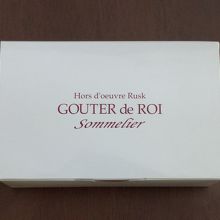 Hors d'oeuvre Rusk
GOUTER de ROI
Sommelier